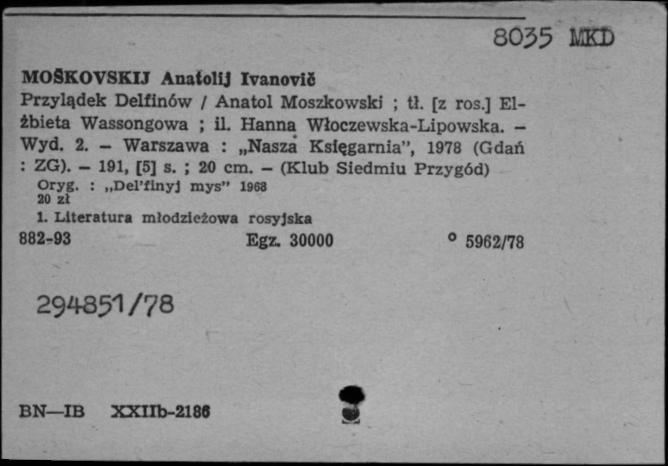 8035 MKD
MOŠKOVSKIJ Anatolij Ivanovič
Przylądek Delfinów / Anatol Moszkowski ; tł. [z ros.] El-
żbieta Wassongowa ; il. Hanna Włoczewska-Lipowska. —
Wyd. 2. — Warszawa : „Nasza Księgarnia”, 1978 (Gdań
: ZG). — 191, [5] s. ; 20 cm. — (Klub Siedmiu Przygód)
Oryg. : „Del’finyj mys” 1968
20 zł
1. Literatura młodzieżowa rosyjska
882-93 Egz. 30000 ° 5962/78
294851/78
BN—IB XXIIb-2186